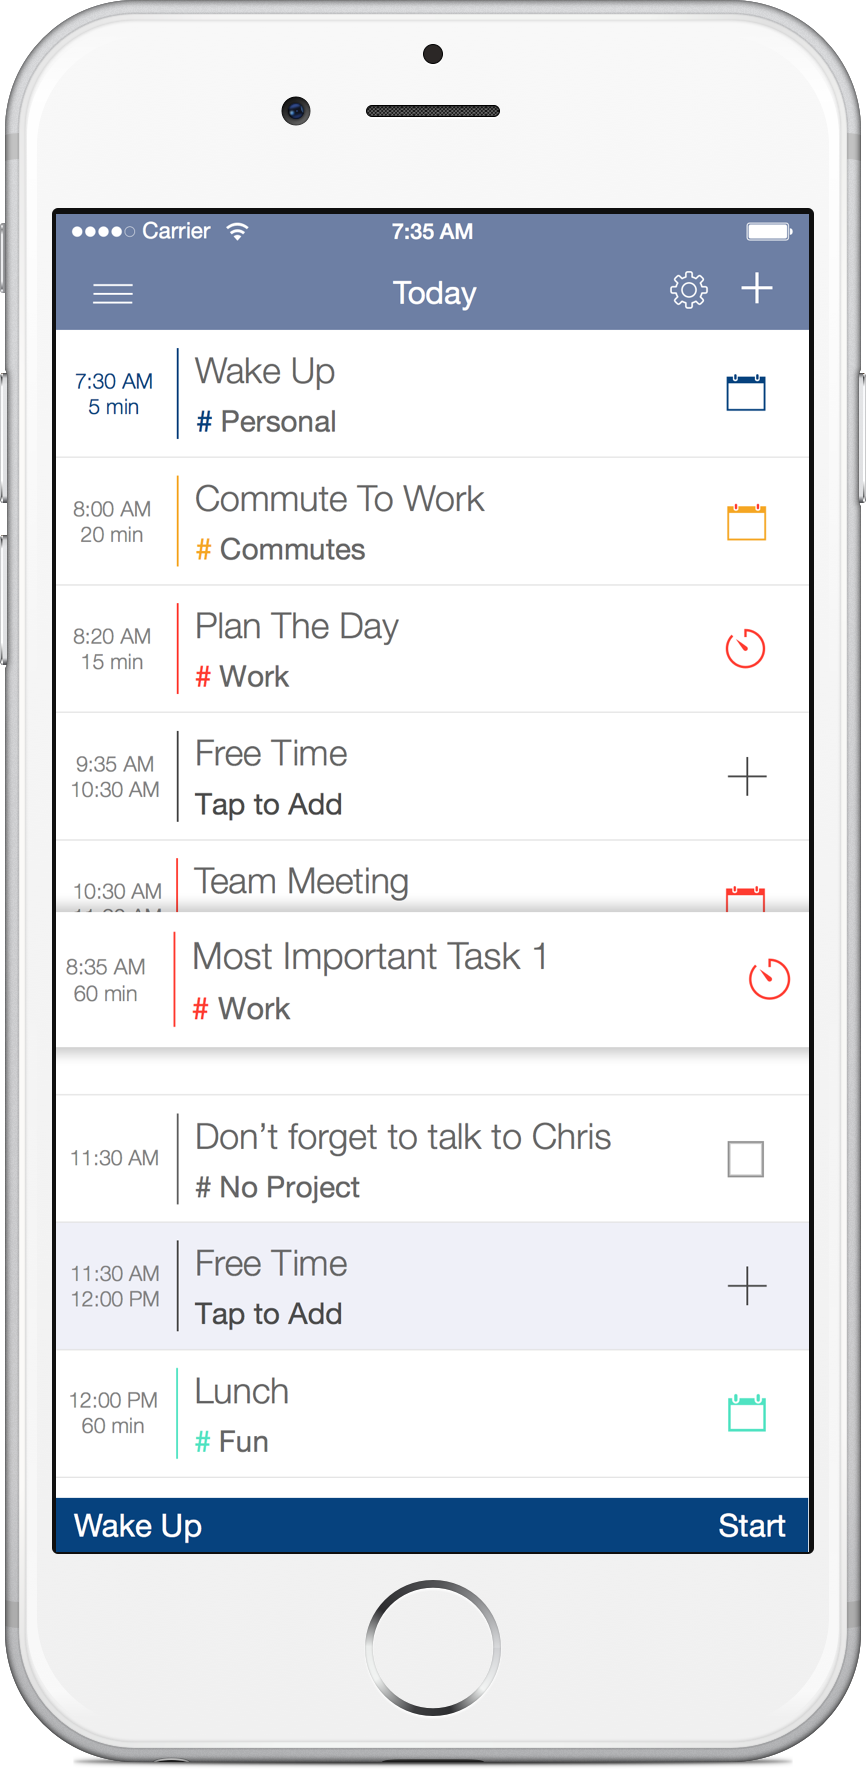 Carrier
7:35 AM
Today
7:30 AM
5 min
Wake Up
# Personal
8:00 AM
20 min
Commute To Work
# Commutes
8:20 AM
15 min
Plan The Day
# Work
9:35 AM
10:30 AM
Free Time
Tap to Add
10:30 AM
Team Meeting
8:35 AM
60 min
Most Important Task 1
# Work
11:30 AM
Don't forget to talk to Chris
# No Project
11:30 AM
12:00 PM
Free Time
Tap to Add
12:00 PM
60 min
Lunch
# Fun
Wake Up
Start